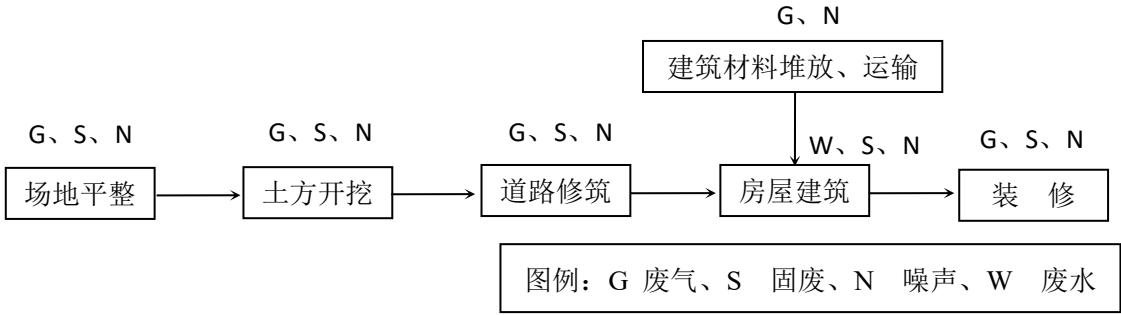 G、N
建筑材料堆放、运输
G、S、N
G、S、N
G、S、N
W、S、N
G、S、N
场地平整
土方开挖
道路修筑
房屋建筑
装 修
图例：G 废气、S 固废、N 噪声、W 废水